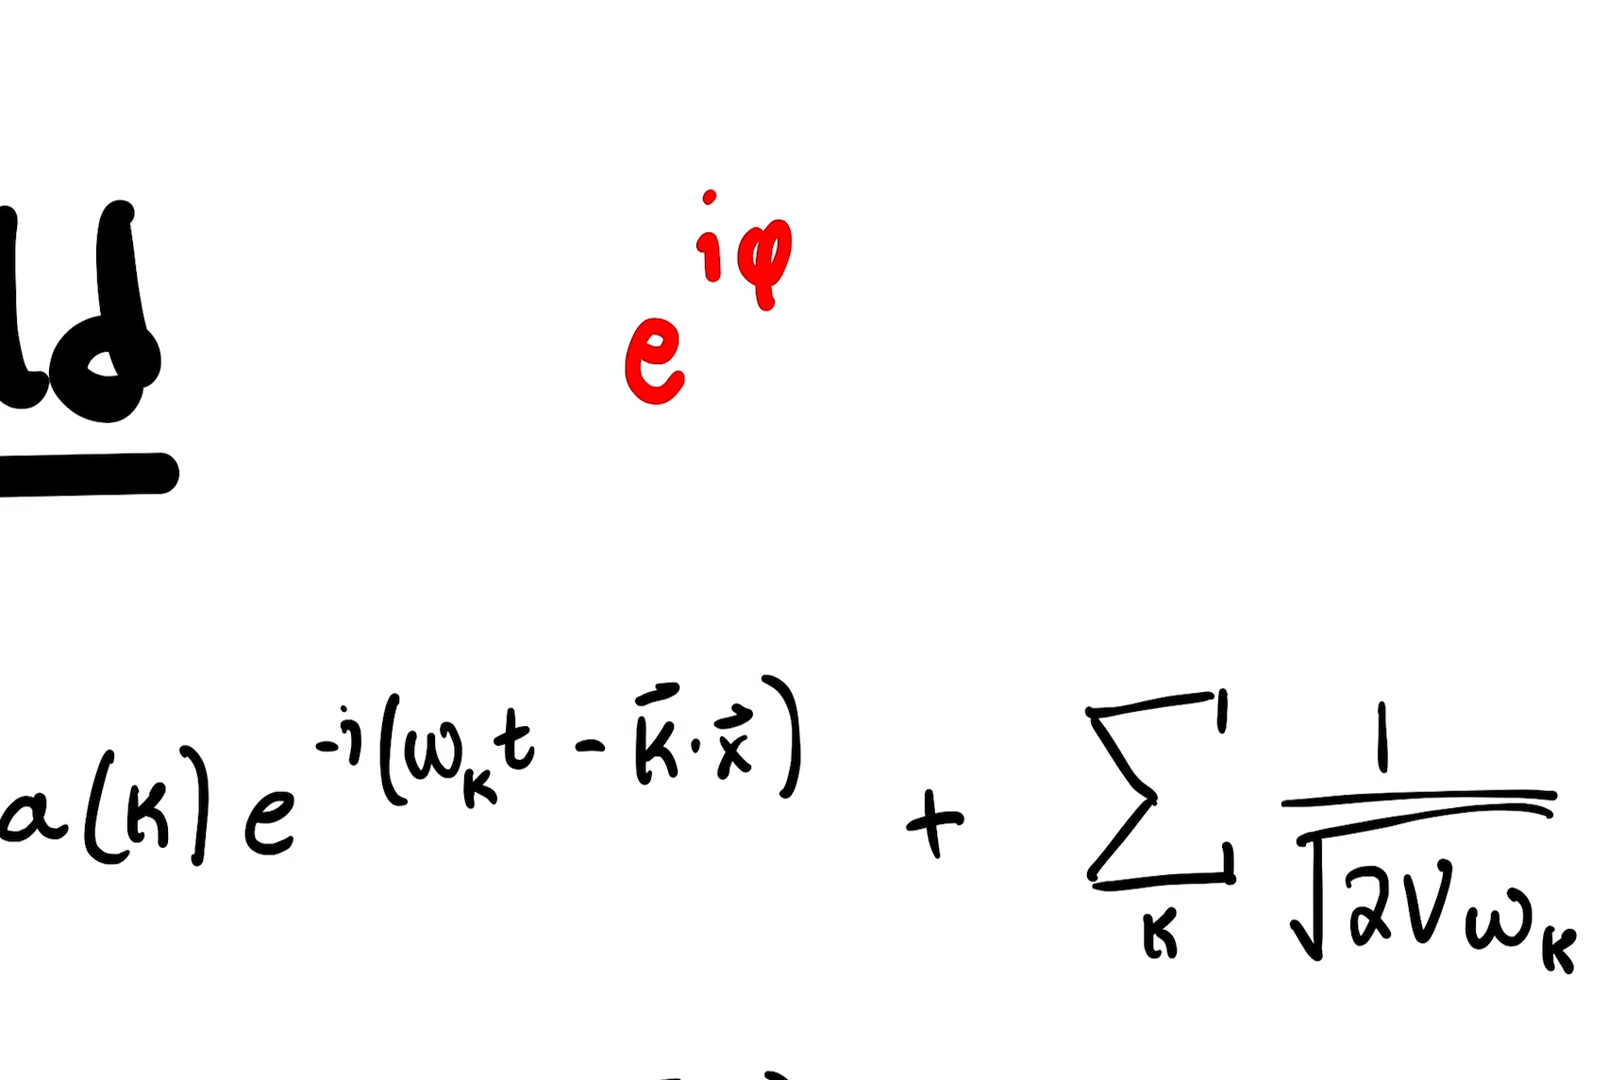 ld
e^{iφ}
a(k) e^{-i(ω_k t - \vec{k}·\vec{x})} + Σ_k 1/√(2Vω_k)